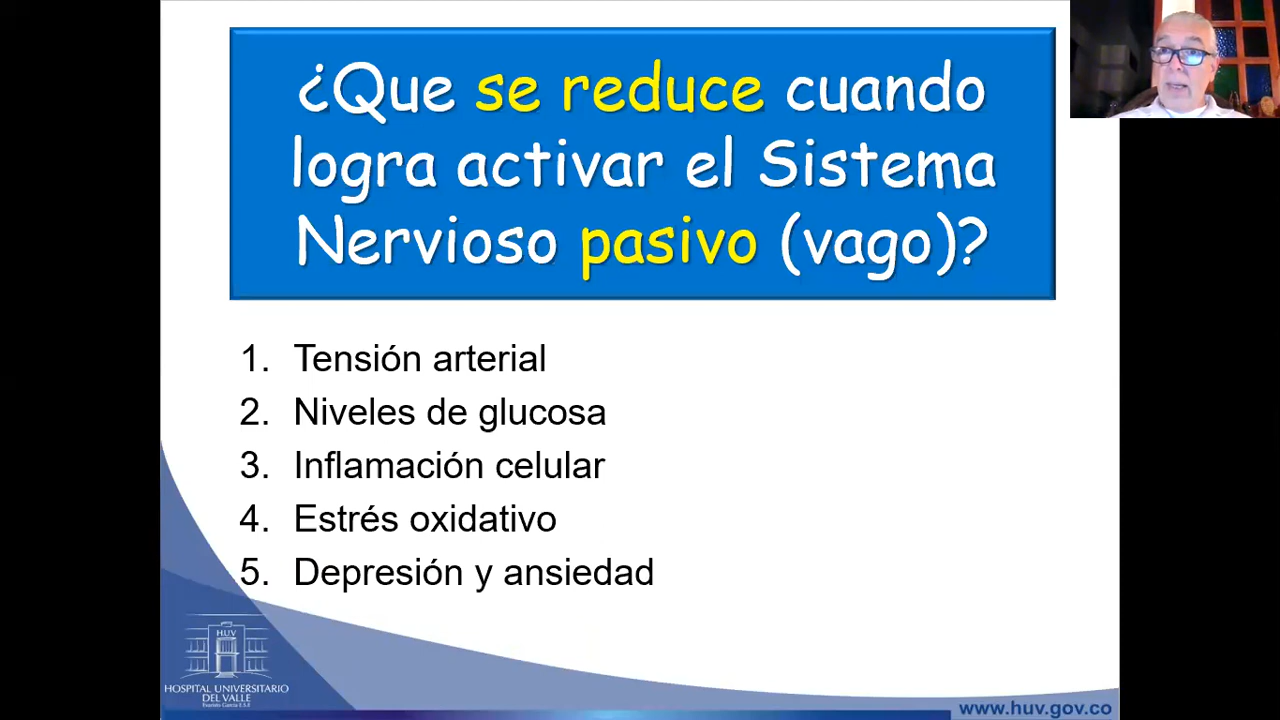 ¿Que se reduce cuando
logra activar el Sistema
Nervioso pasivo (vago)?
1. Tensión arterial
2. Niveles de glucosa
3. Inflamación celular
4. Estrés oxidativo
5. Depresión y ansiedad
H.U.V
HOSPITAL UNIVERSITARIO
DEL VALLE
Evaristo García E.S.E
www.huv.gov.co